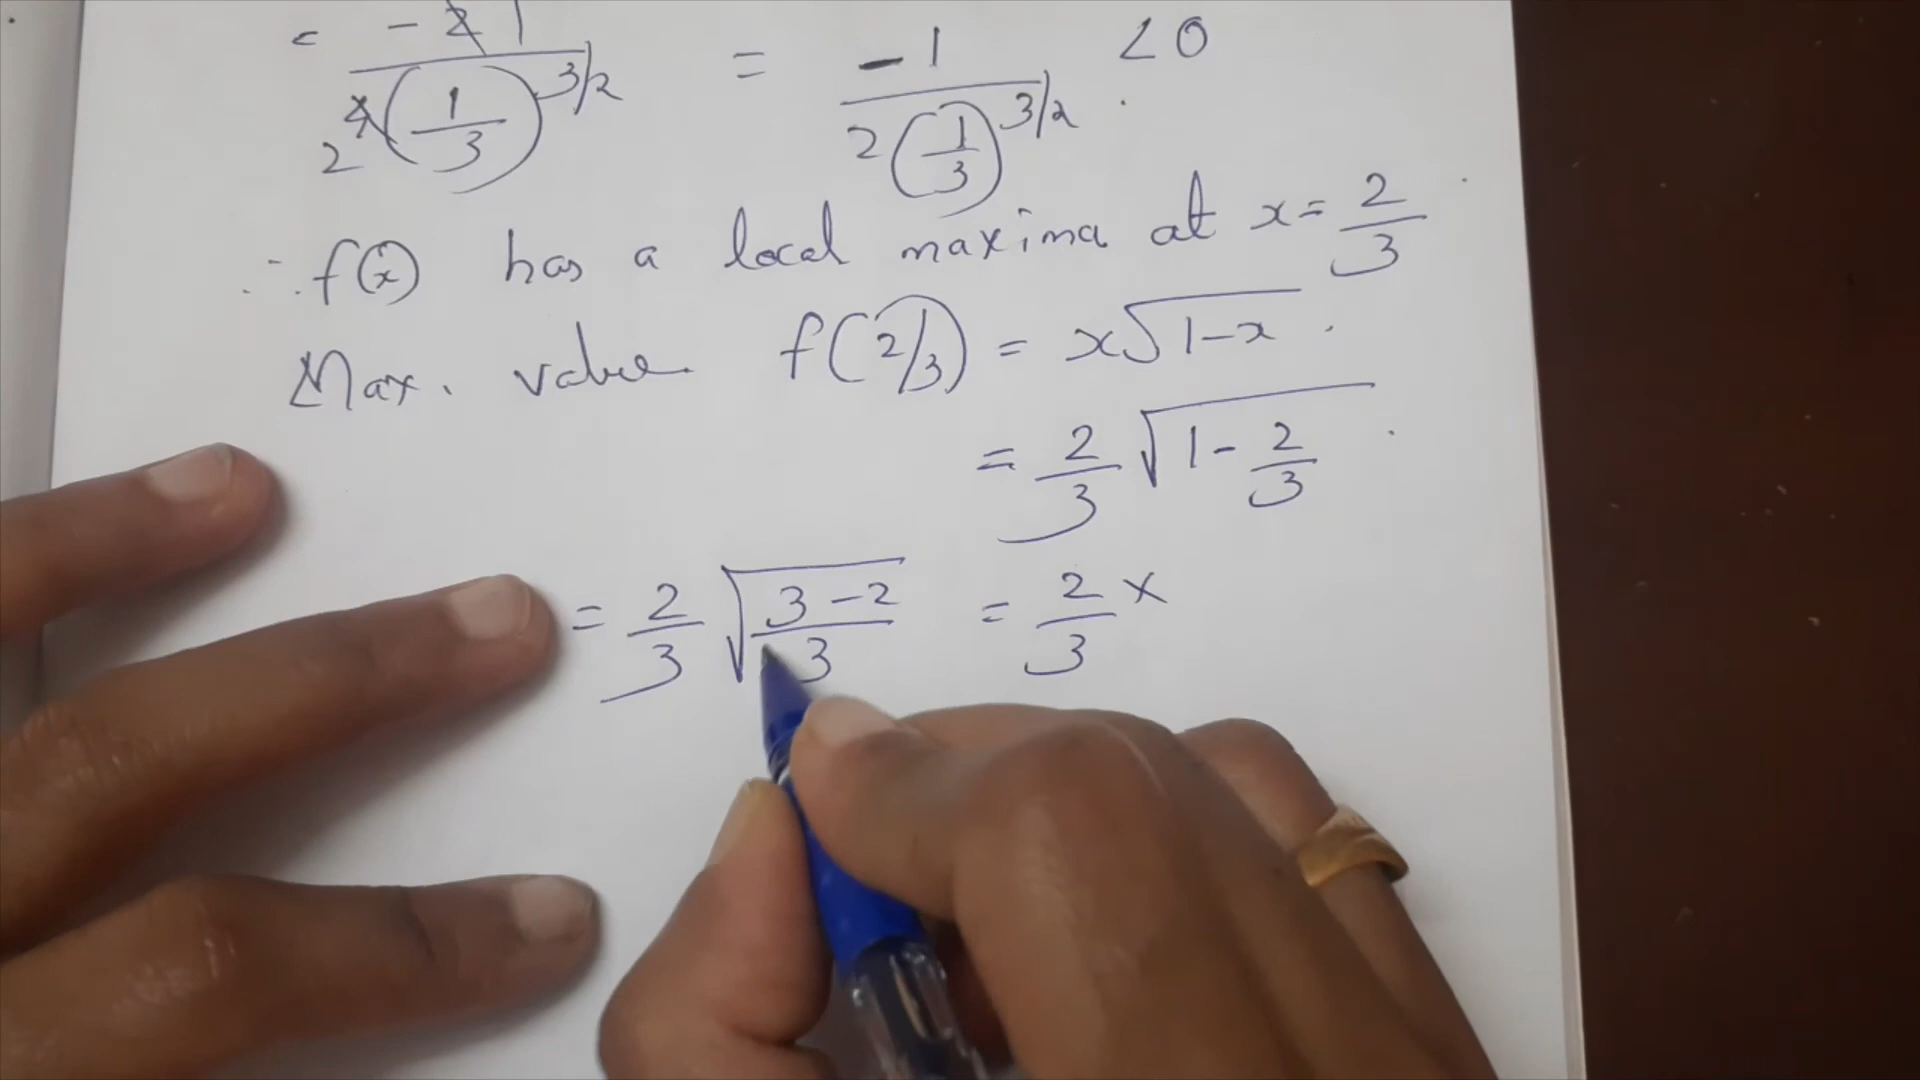 = -2 1 / 2 4 (1/3)^3/2 = -1 / 2 (1/3)^3/2 < 0
∴ f(x) has a local maxima at x = 2/3
Max. value f(2/3) = x√1-x
= 2/3 √1 - 2/3
= 2/3 √3-2/3 = 2/3 ×